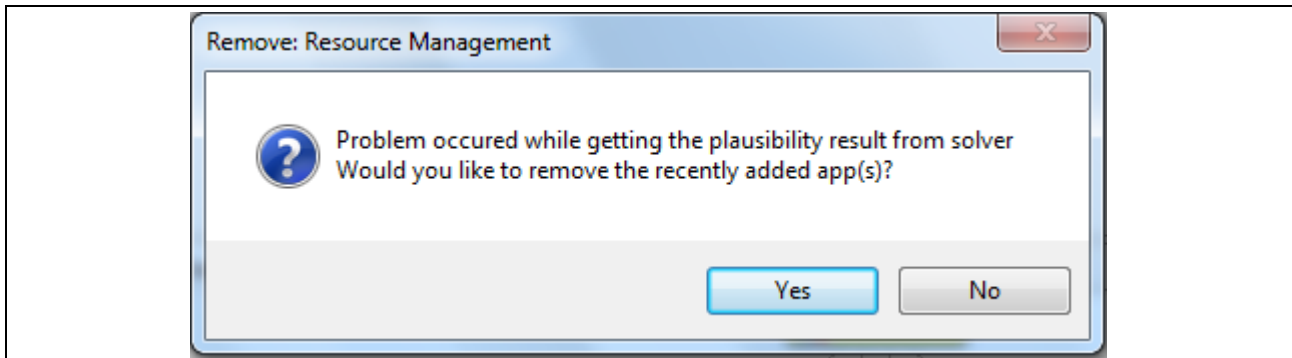 Remove: Resource Management
Problem occured while getting the plausibility result from solver
Would you like to remove the recently added app(s)?
Yes
No